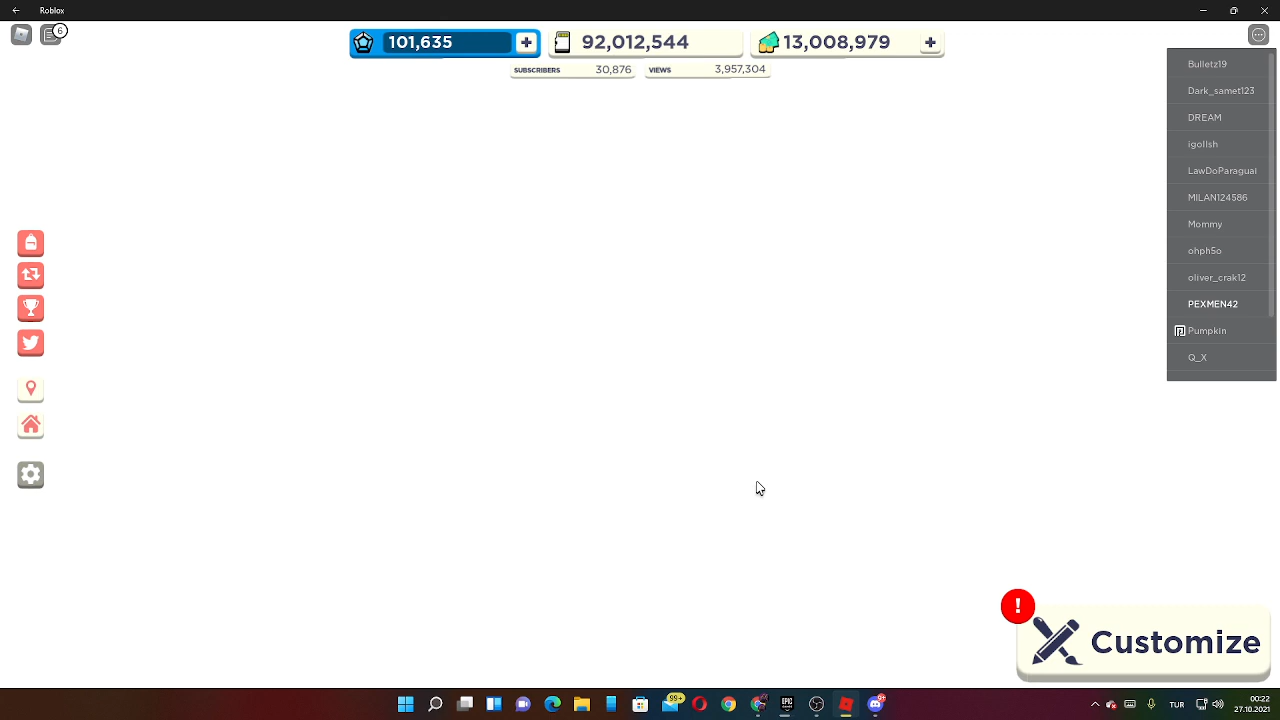 Roblox
6
101,635
+
92,012,544
13,008,979
+
SUBSCRIBERS 30,876
VIEWS 3,957,304
Bulletz19
Dark_samet123
DREAM
igollsh
LawDoParaguai
MILAN124586
Mommy
ohph5o
oliver_crak12
PEXMEN42
Pumpkin
Q_X
!
Customize
99+
TUR
00:22
27.10.2022